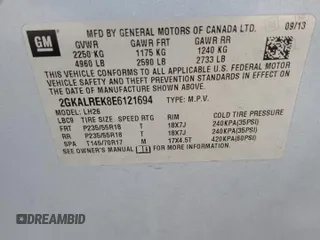 GM
MFD BY GENERAL MOTORS OF CANADA LTD.
09/13
GVWR GAWR FRT GAWR RR
2250 KG 1175 KG 1240 KG
4960 LB 2590 LB 2733 LB
THIS VEHICLE CONFORMS TO ALL APPLICABLE U.S. FEDERAL MOTOR
VEHICLE SAFETY AND THEFT PREVENTION STANDARDS IN EFFECT ON
THE DATE OF MANUFACTURE SHOWN ABOVE.
2GKALREK8E6121694 TYPE: M.P.V.
MODEL: LH26
LBC9 TIRE SIZE SPEED RTG RIM COLD TIRE PRESSURE
FRT P235/55R18 T 18X7J 240KPA(35PSI)
RR P235/55R18 T 18X7J 240KPA(35PSI)
SPA T145/70R17 M 17X4.5T 420KPA(60PSI)
SEE OWNER'S MANUAL
DREAMBID